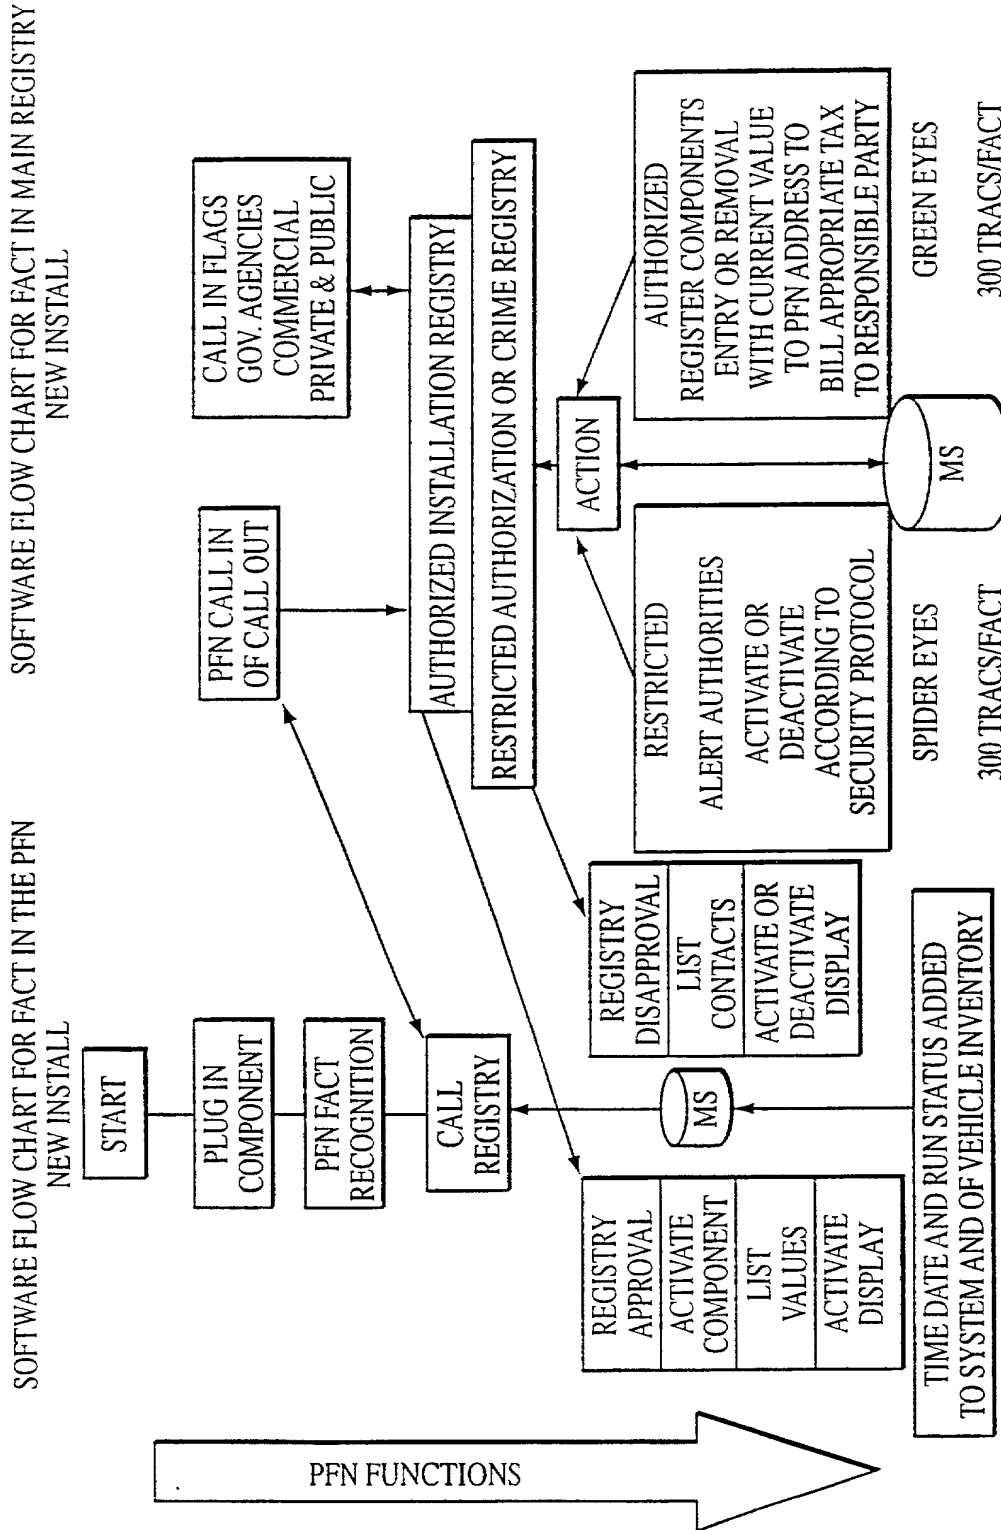 SOFTWARE FLOW CHART FOR FACT IN THE PFN
NEW INSTALL
START
PLUG IN
COMPONENT
PFN FACT
RECOGNITION
CALL
REGISTRY
MS
REGISTRY
APPROVAL
ACTIVATE
COMPONENT
LIST
VALUES
ACTIVATE
DISPLAY
REGISTRY
DISAPPROVAL
LIST
CONTACTS
ACTIVATE OR
DEACTIVATE
DISPLAY
TIME DATE AND RUN STATUS ADDED
TO SYSTEM AND OF VEHICLE INVENTORY
PFN FUNCTIONS
SOFTWARE FLOW CHART FOR FACT IN MAIN REGISTRY
NEW INSTALL
PFN CALL IN
OF CALL OUT
CALL IN FLAGS
GOV. AGENCIES
COMMERCIAL
PRIVATE & PUBLIC
AUTHORIZED INSTALLATION REGISTRY
RESTRICTED AUTHORIZATION OR CRIME REGISTRY
ACTION
RESTRICTED
ALERT AUTHORITIES
ACTIVATE OR
DEACTIVATE
ACCORDING TO
SECURITY PROTOCOL
AUTHORIZED
REGISTER COMPONENTS
ENTRY OR REMOVAL
WITH CURRENT VALUE
TO PFN ADDRESS TO
BILL APPROPRIATE TAX
TO RESPONSIBLE PARTY
MS
SPIDER EYES
300 TRACS/FACT
GREEN EYES
300 TRACS/FACT